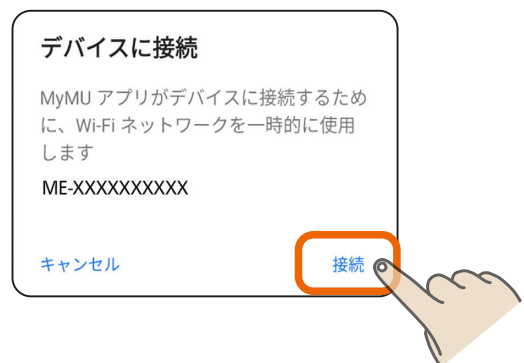 デバイスに接続
MyMU アプリがデバイスに接続するため
に、Wi-Fi ネットワークを一時的に使用
します
ME-XXXXXXXXXX
キャンセル 接続